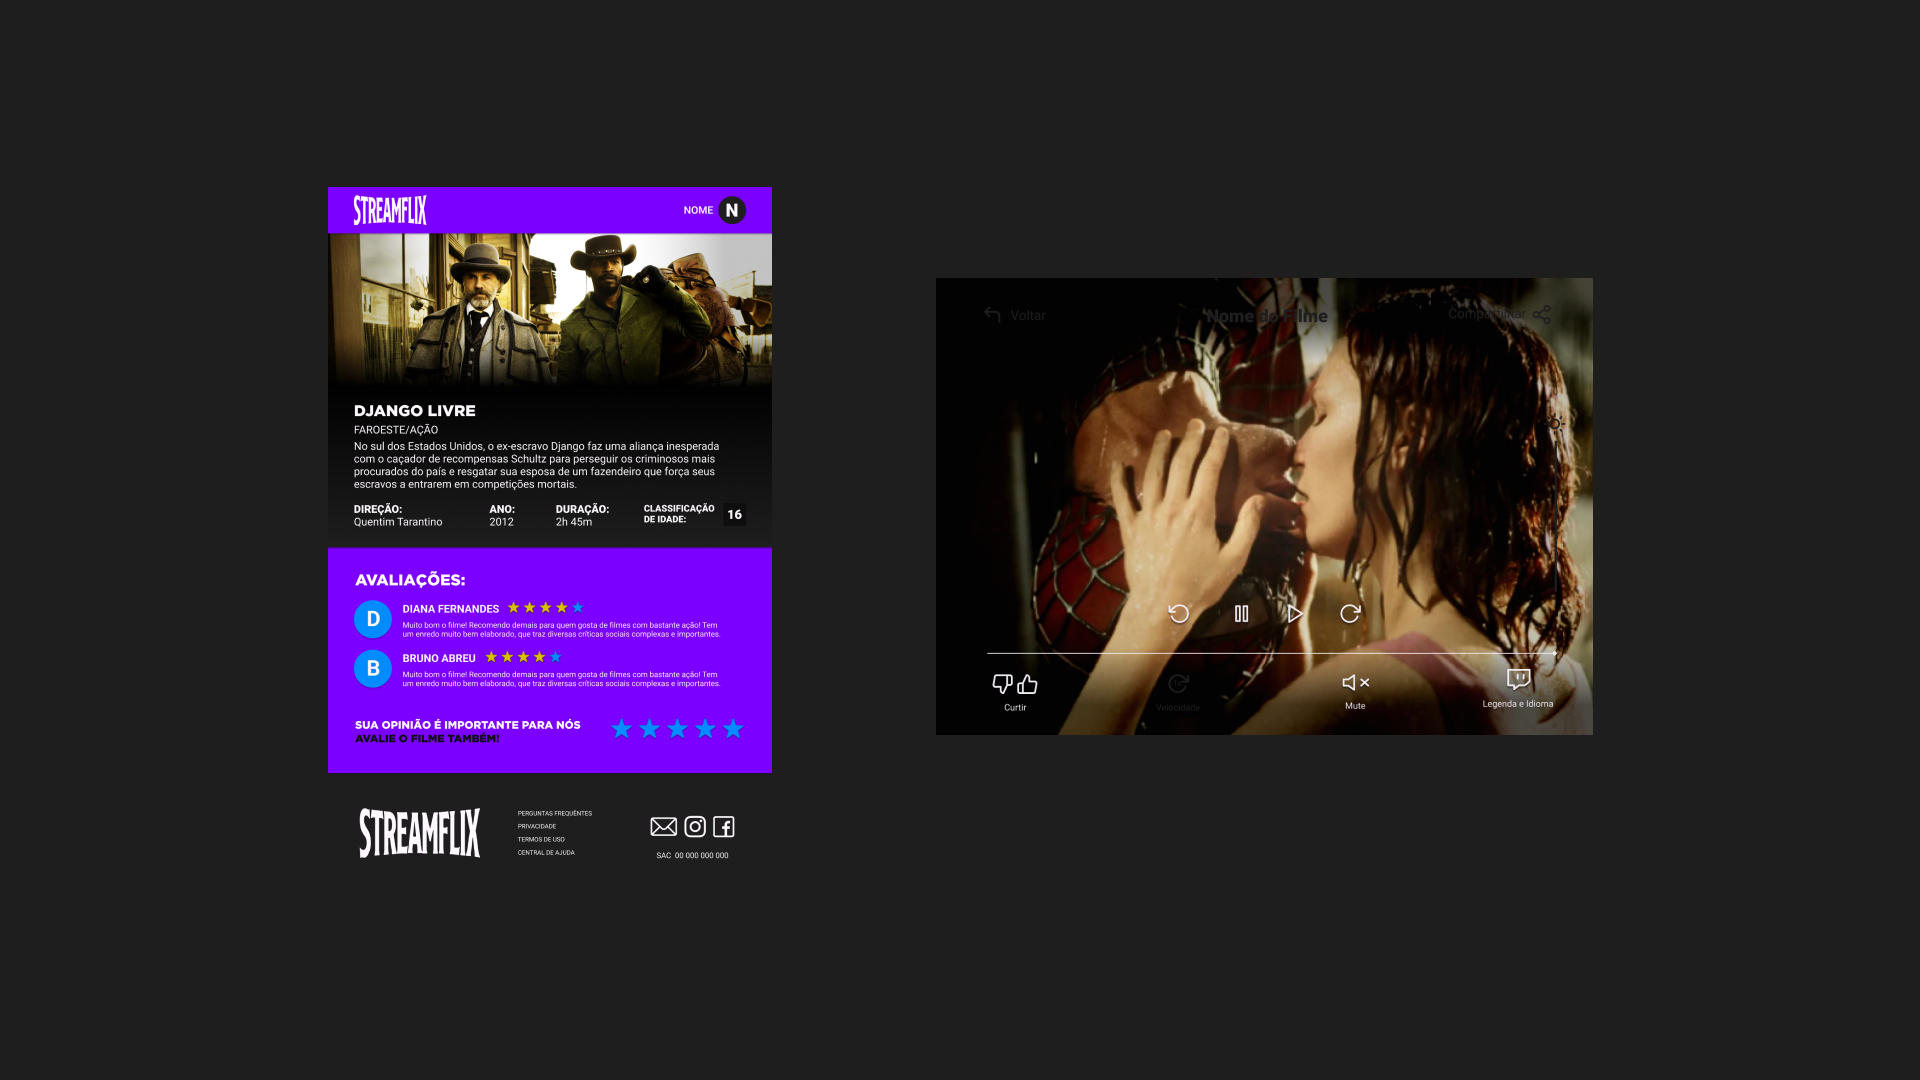 STREAMFLIX
NOME N
DJANGO LIVRE
FAROESTE/AÇÃO
No sul dos Estados Unidos, o ex-escravo Django faz uma aliança inesperada
com o caçador de recompensas Schultz para perseguir os criminosos mais
procurados do país e resgatar sua esposa de um fazendeiro que força seus
escravos a entrarem em competições mortais.
DIREÇÃO:
Quentim Tarantino
ANO:
2012
DURAÇÃO:
2h 45m
CLASSIFICAÇÃO
DE IDADE:
16
AVALIAÇÕES:
D
DIANA FERNANDES
Muito bom o filme! Recomendo demais para quem gosta de filmes com bastante ação! Tem
um enredo muito bem elaborado, que traz diversas críticas sociais complexas e importantes.
B
BRUNO ABREU
Muito bom o filme! Recomendo demais para quem gosta de filmes com bastante ação! Tem
um enredo muito bem elaborado, que traz diversas críticas sociais complexas e importantes.
SUA OPINIÃO É IMPORTANTE PARA NÓS
AVALIE O FILME TAMBÉM!
STREAMFLIX
PERGUNTAS FREQUÊNTES
PRIVACIDADE
TERMOS DE USO
CENTRAL DE AJUDA
SAC 00 000 000 000
Voltar
Nome do Filme
Compartilhar
Curtir
Velocidade
Mute
Legenda e Idioma